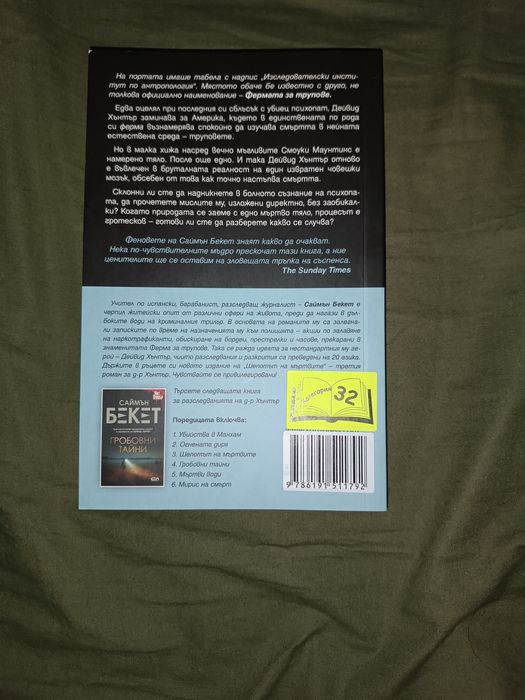 На портата имаше табела с надпис „Изследователски инсти-
тут по антропология". Мястото обаче бе известно с друго, не
толкова официално наименование – Фермата за трупове.
Едва оцелял при последния си сблъсък с убиец психопат, Дейвид
Хънтър заминава за Америка, където в единствената по рода
си ферма възнамерява спокойно да изучава смъртта в нейната
естествена среда – труповете.
Но в малка хижа насред вечно мъгливите Смоуки Маунтинс е
намерено тяло. После още едно. И така Дейвид Хънтър отново
е въвлечен в бруталната реалност на един извратен човешки
мозък, обсебен от това как точно настъпва смъртта.
Склонни ли сте да надникнете в болното съзнание на психопа-
та, да прочетете мислите му, изложени директно, без заобикал-
ки? Когато природата се заеме с едно мъртво тяло, процесът е
гротесков – готови ли сте да разберете какво се случва?
Феновете на Саймън Бекет знаят какво да очакват.
Нека по-чувствителните мъдро прескочат тази книга, а ние
ценителите ще се оставим на зловещата тръпка на съспенса.
The Sunday Times
Учител по испански, барабанист, разследващ журналист – Саймън Бекет е
черпил житейски опит от различни сфери на живота, преди да нагази в дъл-
боките води на криминалния трилър. В основата на романите му са залегна-
ли записките по време на назначенията му към полицията – акции по залавяне
на наркотрафиканти, обискиране на бордеи, престрелки и часове, прекарани в
знаменитата Ферма за трупове. Така се ражда идеята за нестандартния му ге-
рой – Дейвид Хънтър, чиито разследвания и разкрития са преведени на 20 езика.
Държите в ръцете си новото издание на „Шепотът на мъртвите" – третия
роман за д-р Хънтър. Чувствайте се привилегировани!
САЙМЪН
БЕКЕТ
ГРОБОВНИ
ТАЙНИ
Търсете следващата книга
за разследванията на д-р Хънтър
Поредицата включва:
1. Убийства в Манхам
2. Огнената диря
3. Шепотът на мъртвите
4. Гробовни тайни
5. Мъртви води
6. Мирис на смърт
категория
32
9 786191 511792